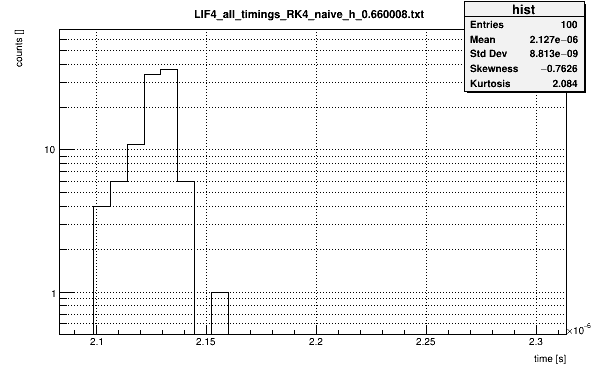 LIF4_all_timings_RK4_naive_h_0.660008.txt
hist
Entries 100
Mean 2.127e−06
Std Dev 8.813e−09
Skewness −0.7626
Kurtosis 2.084
counts []
10
1
2.1 2.15 2.2 2.25 2.3
×10⁻⁶
time [s]